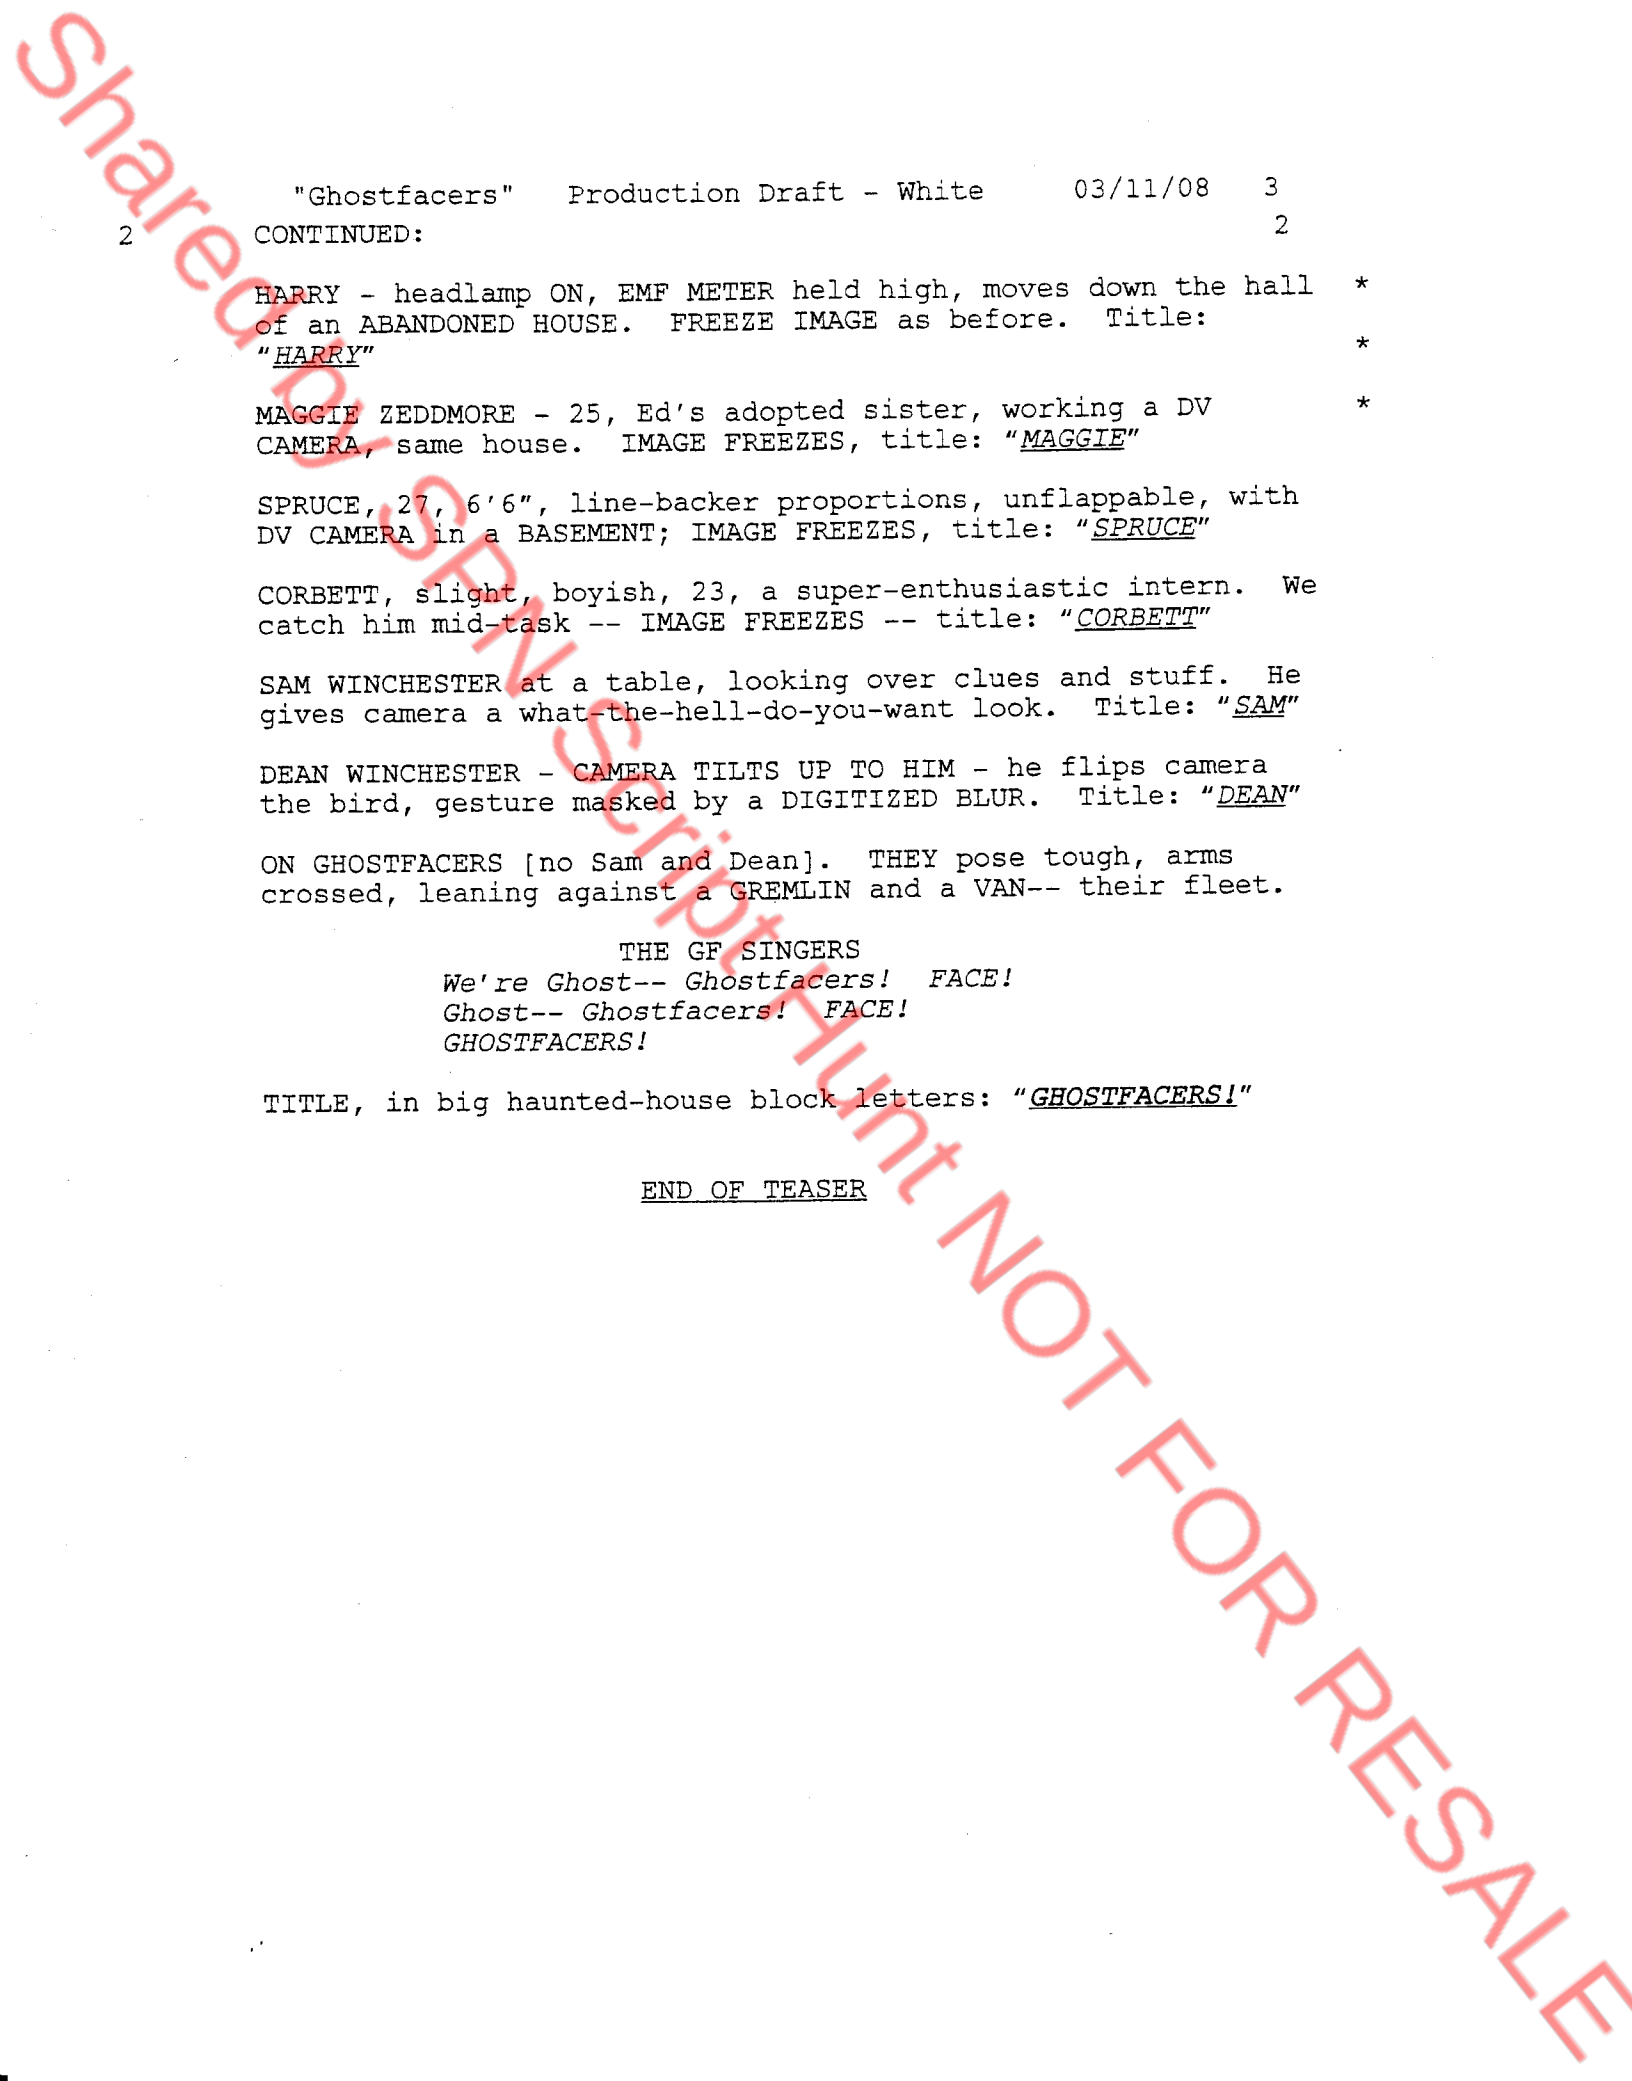 "Ghostfacers" Production Draft - White 03/11/08 3
2 CONTINUED: 2
HARRY - headlamp ON, EMF METER held high, moves down the hall *
of an ABANDONED HOUSE. FREEZE IMAGE as before. Title:
"HARRY" *
MAGGIE ZEDDMORE - 25, Ed's adopted sister, working a DV *
CAMERA, same house. IMAGE FREEZES, title: "MAGGIE"
SPRUCE, 27, 6'6", line-backer proportions, unflappable, with
DV CAMERA in a BASEMENT; IMAGE FREEZES, title: "SPRUCE"
CORBETT, slight, boyish, 23, a super-enthusiastic intern. We
catch him mid-task -- IMAGE FREEZES -- title: "CORBETT"
SAM WINCHESTER at a table, looking over clues and stuff. He
gives camera a what-the-hell-do-you-want look. Title: "SAM"
DEAN WINCHESTER - CAMERA TILTS UP TO HIM - he flips camera
the bird, gesture masked by a DIGITIZED BLUR. Title: "DEAN"
ON GHOSTFACERS [no Sam and Dean]. THEY pose tough, arms
crossed, leaning against a GREMLIN and a VAN-- their fleet.
THE GF SINGERS
We're Ghost-- Ghostfacers! FACE!
Ghost-- Ghostfacers! FACE!
GHOSTFACERS!
TITLE, in big haunted-house block letters: "GHOSTFACERS!"
END OF TEASER
Shared by SPN Script Hunt NOT FOR RESALE